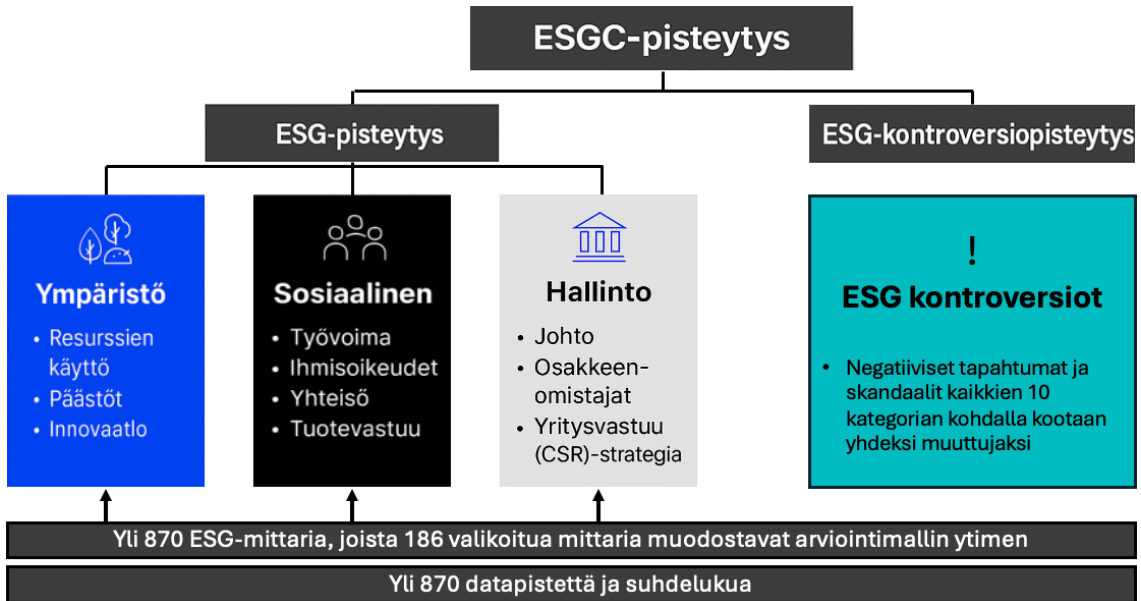 ESGC-pisteytys
ESG-pisteytys
ESG-kontroversiopisteytys
Ympäristö
• Resurssien
käyttö
• Päästöt
• Innovaatlo
Sosiaalinen
• Työvoima
• Ihmisoikeudet
• Yhteisö
• Tuotevastuu
Hallinto
• Johto
• Osakkeen-
omistajat
• Yritysvastuu
(CSR)-strategia
!
ESG kontroversiot
• Negatiiviset tapahtumat ja
skandaalit kaikkien 10
kategorian kohdalla kootaan
yhdeksi muuttujaksi
Yli 870 ESG-mittaria, joista 186 valikoitua mittaria muodostavat arviointimallin ytimen
Yli 870 datapistettä ja suhdelukua